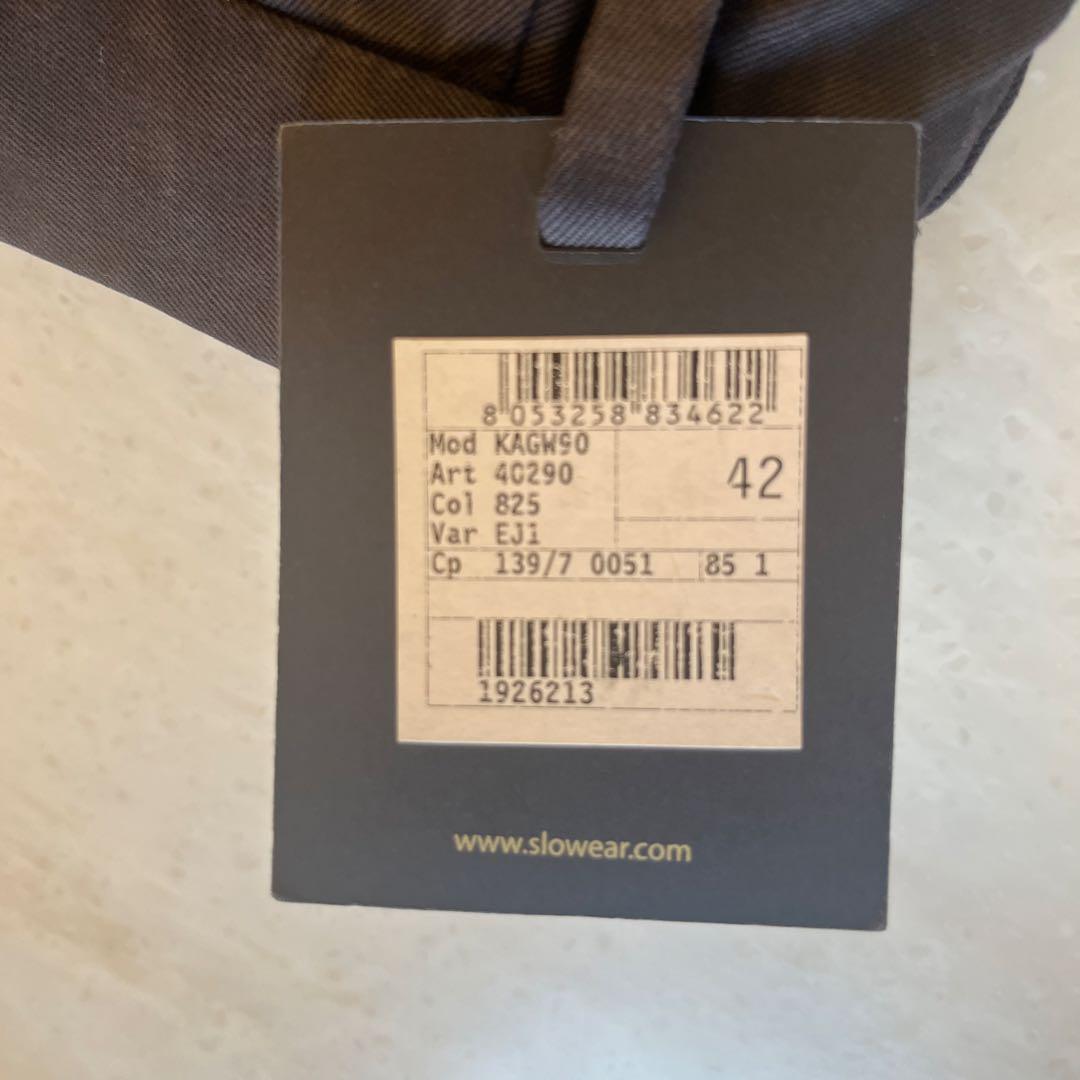 8 053258 834622
Mod KAGW90
Art 40290
Col 825
Var EJ1
42
Cp 139/7 0051 85 1
1926213
www.slowear.com